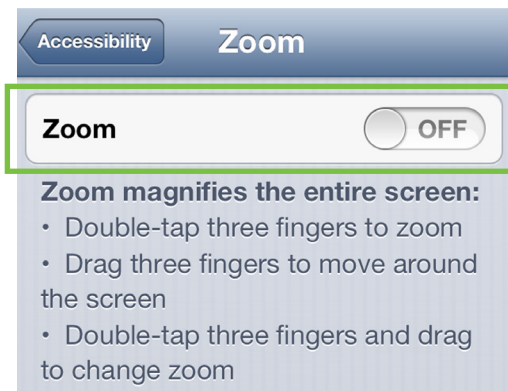 Accessibility
Zoom
Zoom
OFF
Zoom magnifies the entire screen:
• Double-tap three fingers to zoom
• Drag three fingers to move around
the screen
• Double-tap three fingers and drag
to change zoom